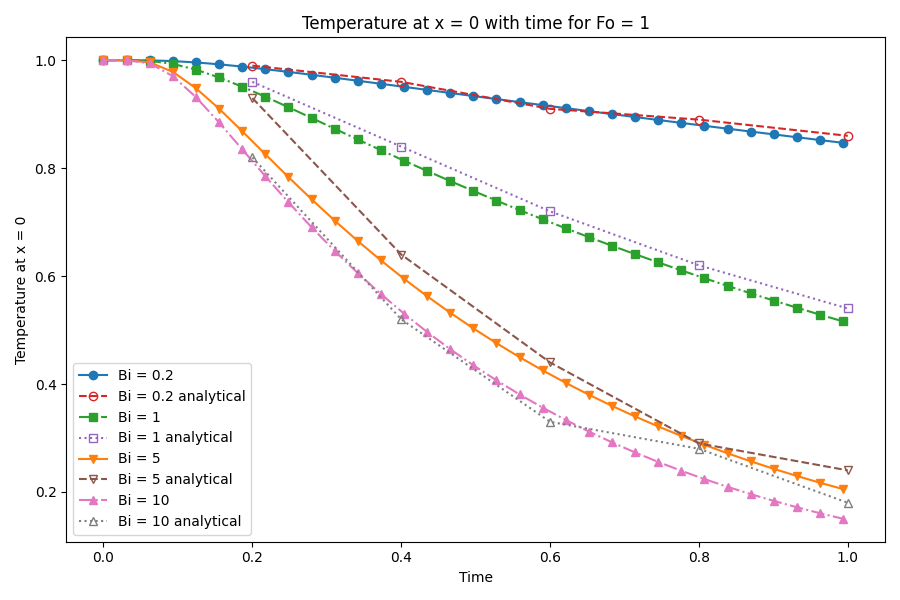 Temperature at x = 0 with time for Fo = 1
Temperature at x = 0
1.0
0.8
0.6
0.4
0.2
Bi = 0.2
Bi = 0.2 analytical
Bi = 1
Bi = 1 analytical
Bi = 5
Bi = 5 analytical
Bi = 10
Bi = 10 analytical
0.0
0.2
0.4
0.6
0.8
1.0
Time